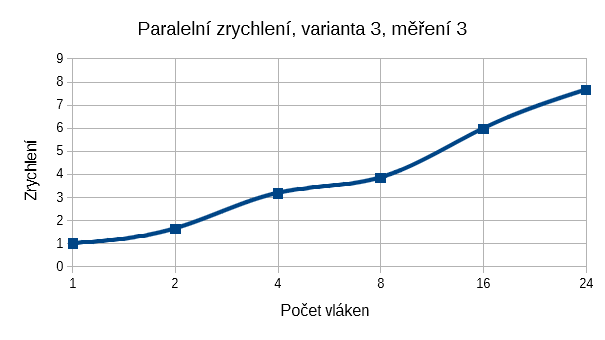 Paralelní zrychlení, varianta 3, měření 3
Zrychlení
9
8
7
6
5
4
3
2
1
0
1 2 4 8 16 24
Počet vláken